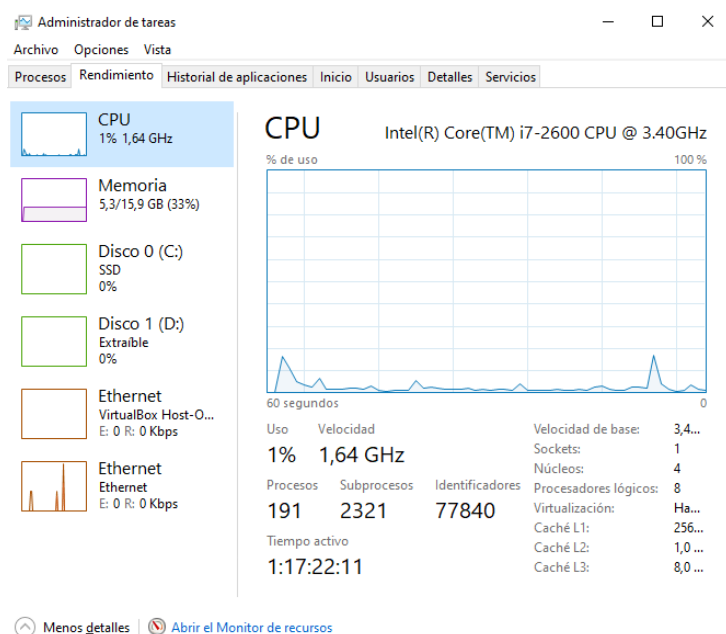 Administrador de tareas
Archivo Opciones Vista
Procesos Rendimiento Historial de aplicaciones Inicio Usuarios Detalles Servicios
CPU
1% 1,64 GHz
Memoria
5,3/15,9 GB (33%)
Disco 0 (C:)
SSD
0%
Disco 1 (D:)
Extraíble
0%
Ethernet
VirtualBox Host-O...
E: 0 R: 0 Kbps
Ethernet
Ethernet
E: 0 R: 0 Kbps
CPU Intel(R) Core(TM) i7-2600 CPU @ 3.40GHz
% de uso 100 %
60 segundos 0
Uso Velocidad
1% 1,64 GHz
Procesos Subprocesos Identificadores
191 2321 77840
Tiempo activo
1:17:22:11
Velocidad de base: 3,4...
Sockets: 1
Núcleos: 4
Procesadores lógicos: 8
Virtualización: Ha...
Caché L1: 256...
Caché L2: 1,0 ...
Caché L3: 8,0 ...
Menos detalles Abrir el Monitor de recursos